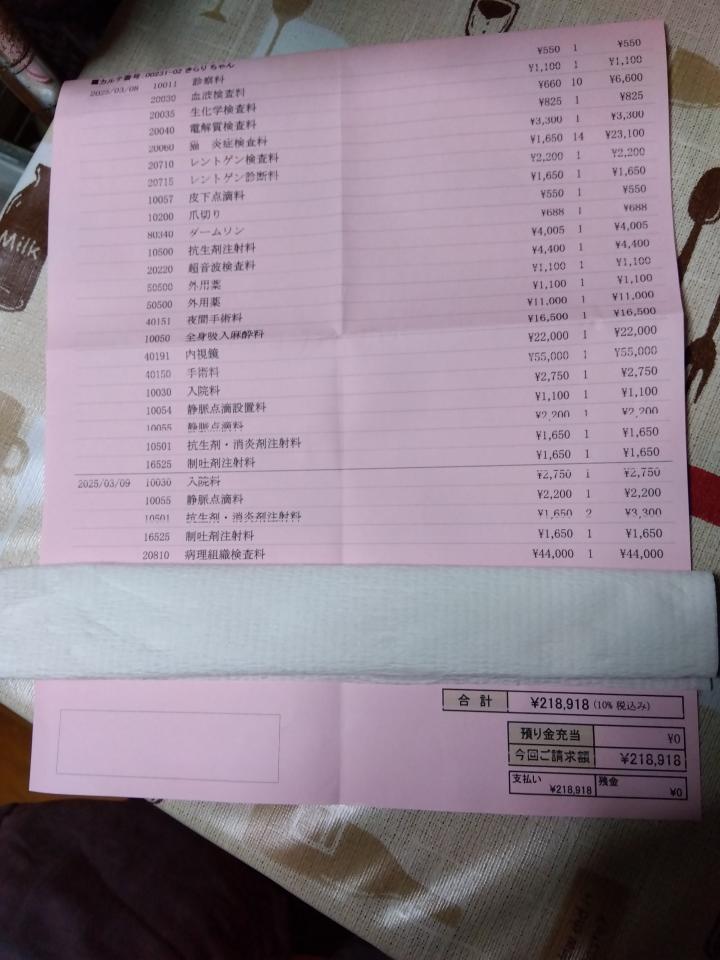 ■カルテ番号 00231-02 きらり ちゃん
2025/03/08 10011 診察料 ¥550 1 ¥550
20030 血液検査料 ¥1,100 1 ¥1,100
20035 生化学検査料 ¥660 10 ¥6,600
20040 電解質検査料 ¥825 1 ¥825
20060 猫 炎症検査料 ¥3,300 1 ¥3,300
20710 レントゲン検査料 ¥1,650 14 ¥23,100
20715 レントゲン診断料 ¥2,200 1 ¥2,200
10057 皮下点滴料 ¥1,650 1 ¥1,650
10200 爪切り ¥550 1 ¥550
80340 ダームソン ¥688 1 ¥688
10500 抗生剤注射料 ¥4,005 1 ¥4,005
20220 超音波検査料 ¥4,400 1 ¥4,400
50500 外用薬 ¥1,100 1 ¥1,100
50500 外用薬 ¥1,100 1 ¥1,100
40151 夜間手術料 ¥11,000 1 ¥11,000
10050 全身吸入麻酔料 ¥16,500 1 ¥16,500
40191 内視鏡 ¥22,000 1 ¥22,000
40150 手術料 ¥55,000 1 ¥55,000
10030 入院料 ¥2,750 1 ¥2,750
10054 静脈点滴設置料 ¥1,100 1 ¥1,100
10055 静脈点滴料 ¥2,200 1 ¥2,200
10501 抗生剤・消炎剤注射料 ¥1,650 1 ¥1,650
16525 制吐剤注射料 ¥1,650 1 ¥1,650
2025/03/09 10030 入院料 ¥2,750 1 ¥2,750
10055 静脈点滴料 ¥2,200 1 ¥2,200
10501 抗生剤・消炎剤注射料 ¥1,650 2 ¥3,300
16525 制吐剤注射料 ¥1,650 1 ¥1,650
20810 病理組織検査料 ¥44,000 1 ¥44,000
合 計 ¥218,918 (10% 税込み)
預り金充当 ¥0
今回ご請求額 ¥218,918
支払い ¥218,918 残金 ¥0
Milk